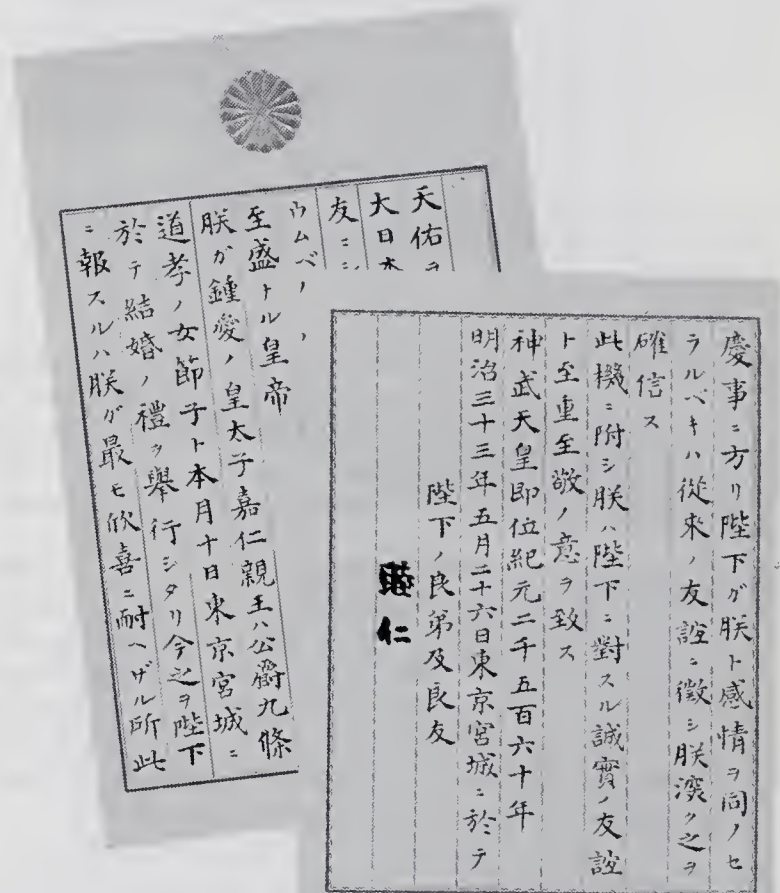 天佑ヲ
大日本
友ニ
ウムベ
至盛トル皇帝
朕ガ鍾愛ノ皇太子嘉仁親王ハ公爵九條
道孝ノ女節子ト本月十日東京宮城ニ
於テ結婚ノ禮ヲ舉行シタリ今之ヲ陛下
ニ報スルハ朕ガ最モ欣喜ニ耐ヘザル所此
慶事ニ方リ陛下ガ朕ト感情ヲ同ノセ
ラルベキハ從来ノ友誼ニ徴シ朕深ク之ヲ
確信ス
此機ニ附シ朕ハ陛下ニ對スル誠實ノ友誼
ト至重至敬ノ意ヲ致ス
神武天皇即位紀元二千五百六十年
明治三十三年五月二十六日東京宮城ニ於テ
陛下ノ良弟及良友
睦仁